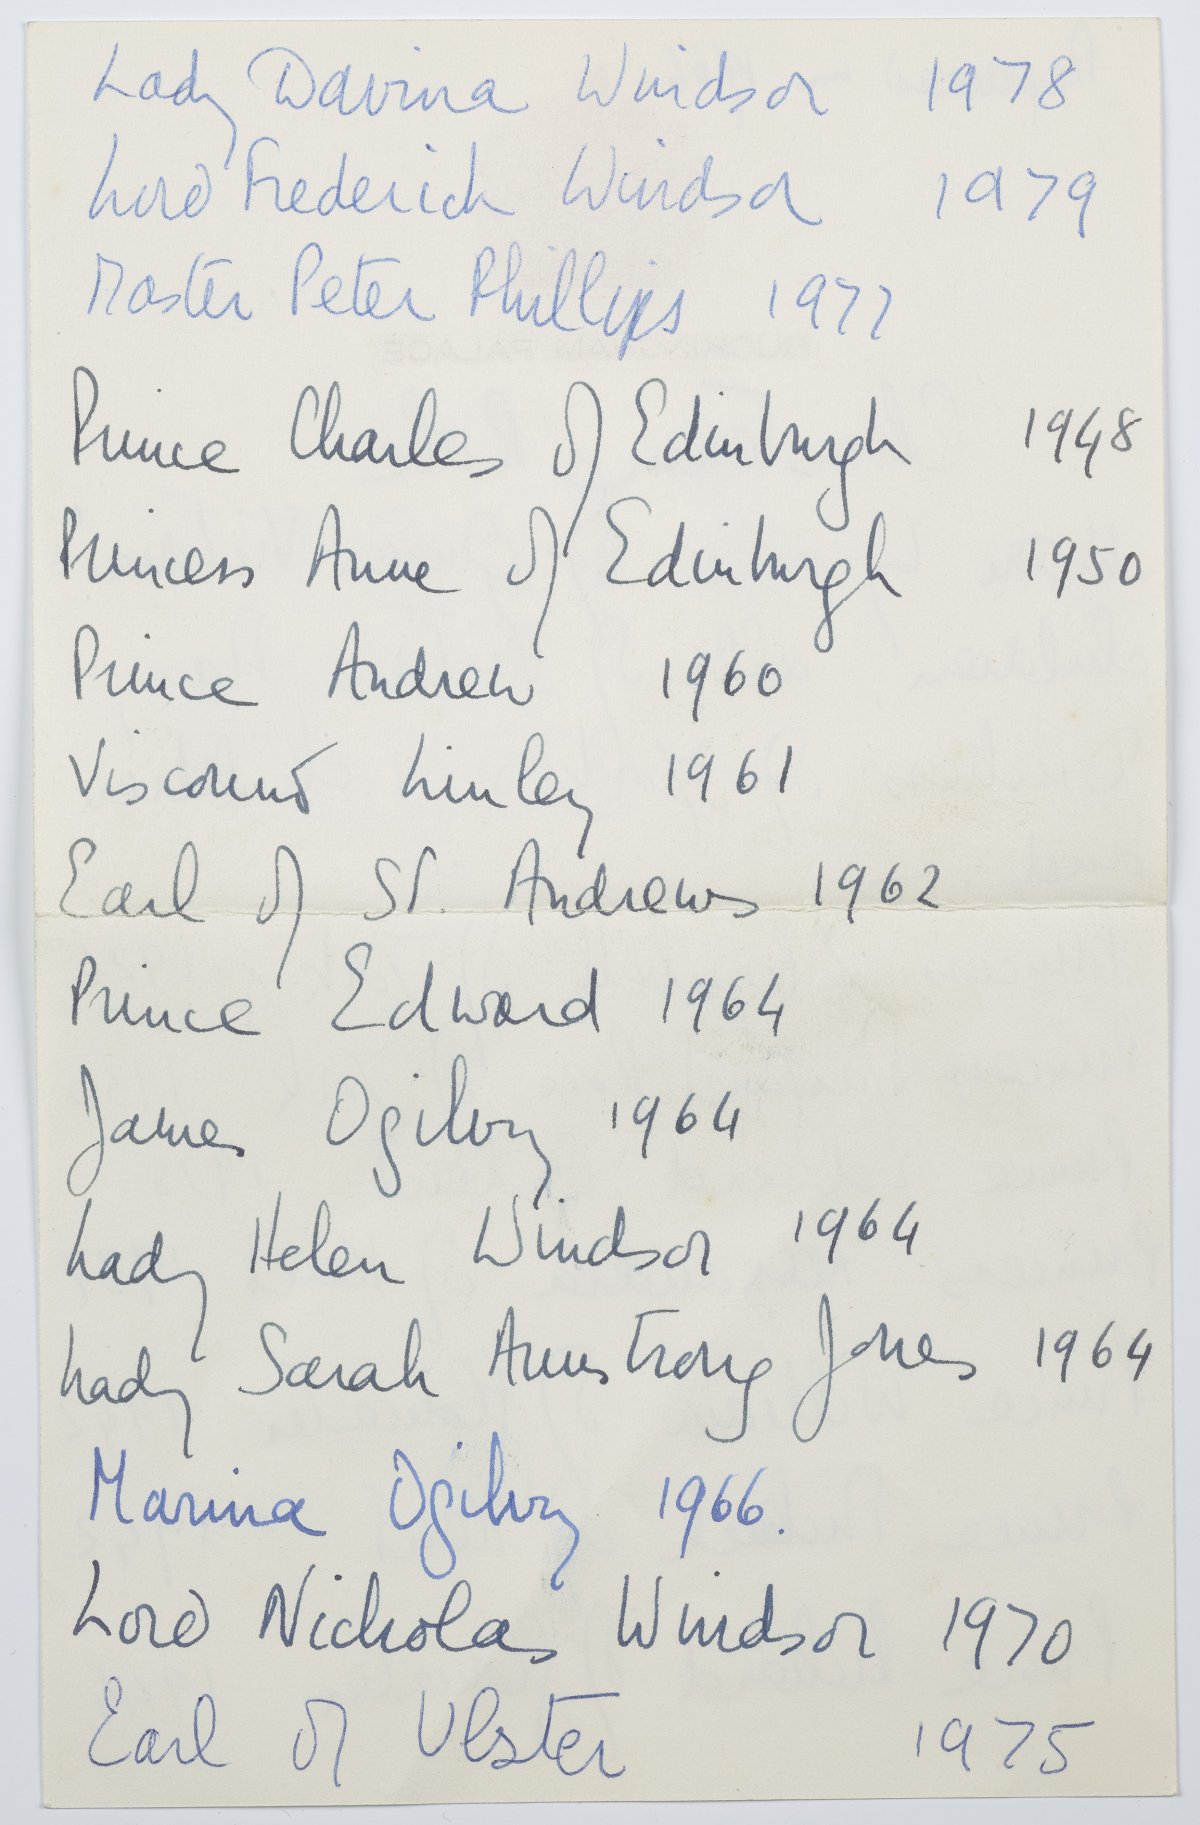 Lady Davina Windsor 1978
Lord Frederick Windsor 1979
Master Peter Phillips 1977
BUCKINGHAM PALACE
Prince Charles of Edinburgh 1948
Princess Anne of Edinburgh 1950
Prince Andrew 1960
Viscount Linley 1961
Earl of St. Andrews 1962
Prince Edward 1964
James Ogilvy 1964
Lady Helen Windsor 1964
Lady Sarah Armstrong Jones 1964
Marina Ogilvy 1966.
Lord Nicholas Windsor 1970
Earl of Ulster 1975